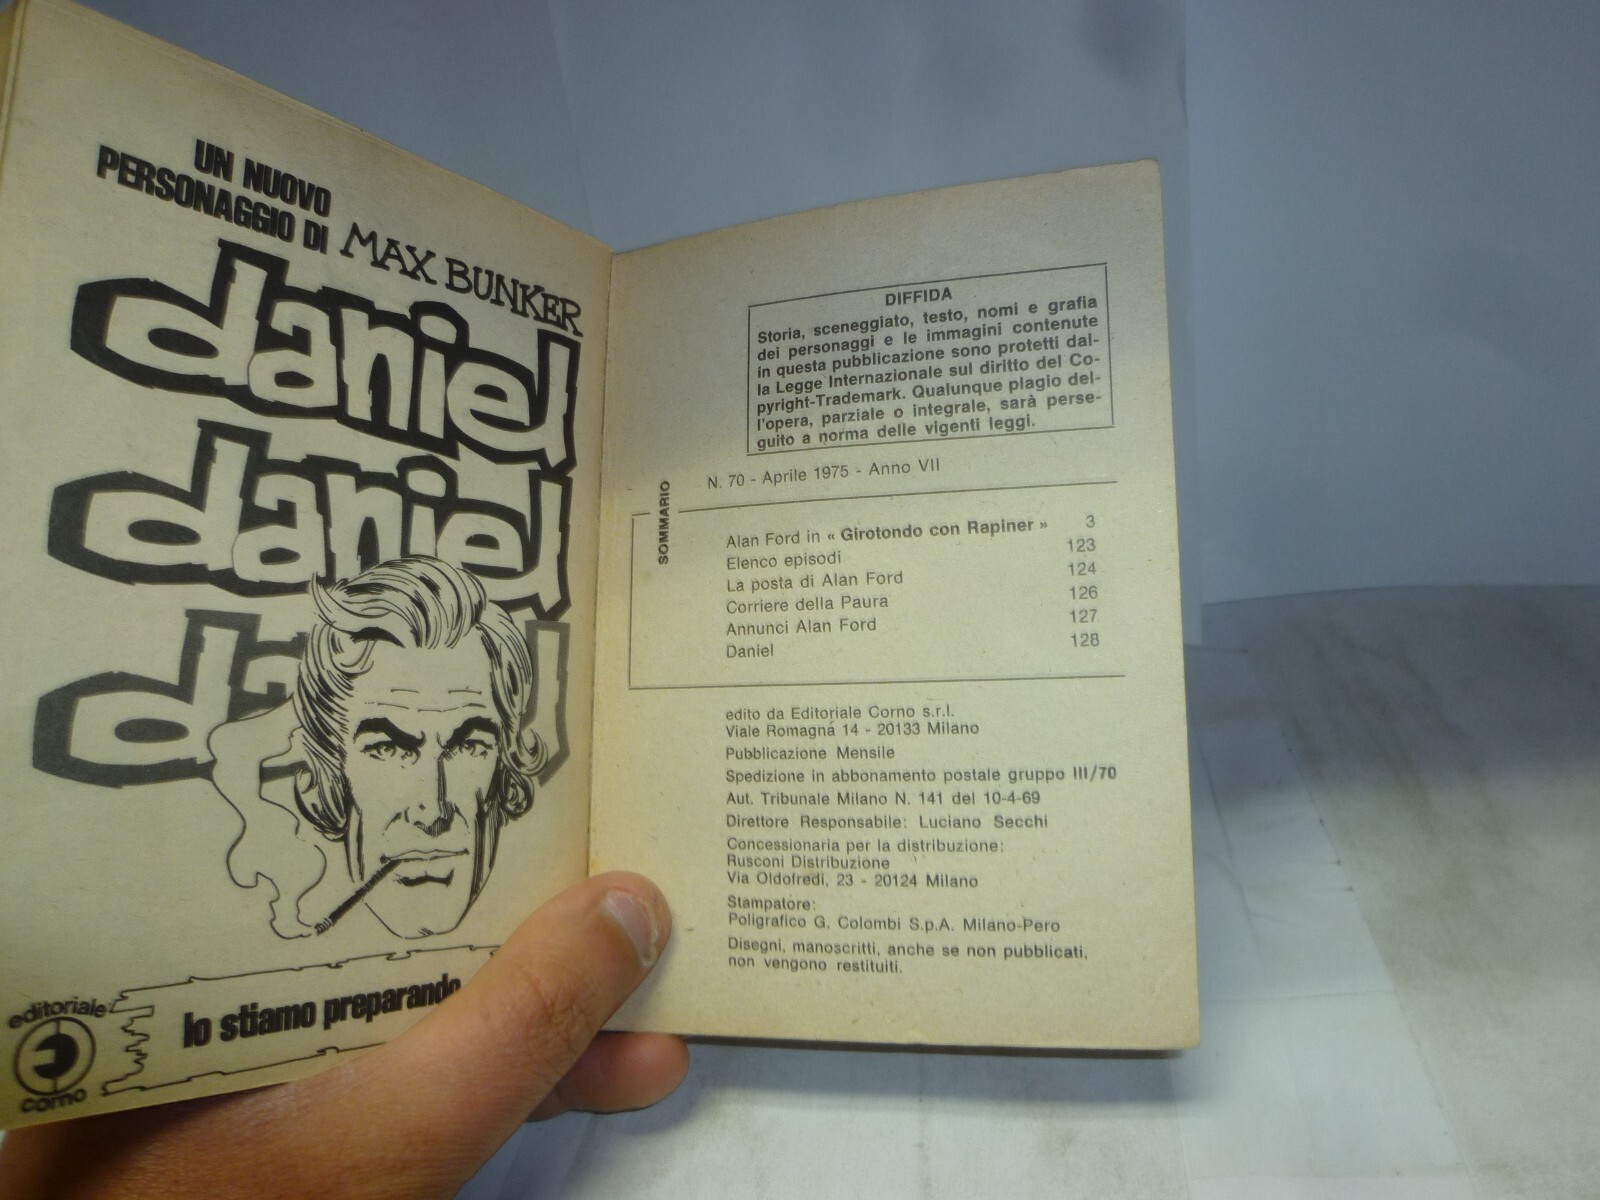 UN NUOVO
PERSONAGGIO DI MAX BUNKER
daniel
daniel
lo stiamo preparando
editoriale
corno
DIFFIDA
Storia, sceneggiato, testo, nomi e grafia
dei personaggi e le immagini contenute
in questa pubblicazione sono protetti dal-
la Legge Internazionale sul diritto del Co-
pyright-Trademark. Qualunque plagio del-
l'opera, parziale o integrale, sarà perse-
guito a norma delle vigenti leggi.
N. 70 - Aprile 1975 - Anno VII
SOMMARIO
Alan Ford in « Girotondo con Rapiner » 3
Elenco episodi 123
La posta di Alan Ford 124
Corriere della Paura 126
Annunci Alan Ford 127
Daniel 128
edito da Editoriale Corno s.r.l.
Viale Romagna 14 - 20133 Milano
Pubblicazione Mensile
Spedizione in abbonamento postale gruppo III/70
Aut. Tribunale Milano N. 141 del 10-4-69
Direttore Responsabile: Luciano Secchi
Concessionaria per la distribuzione:
Rusconi Distribuzione
Via Oldofredi, 23 - 20124 Milano
Stampatore:
Poligrafico G. Colombi S.p.A. Milano-Pero
Disegni, manoscritti, anche se non pubblicati,
non vengono restituiti.